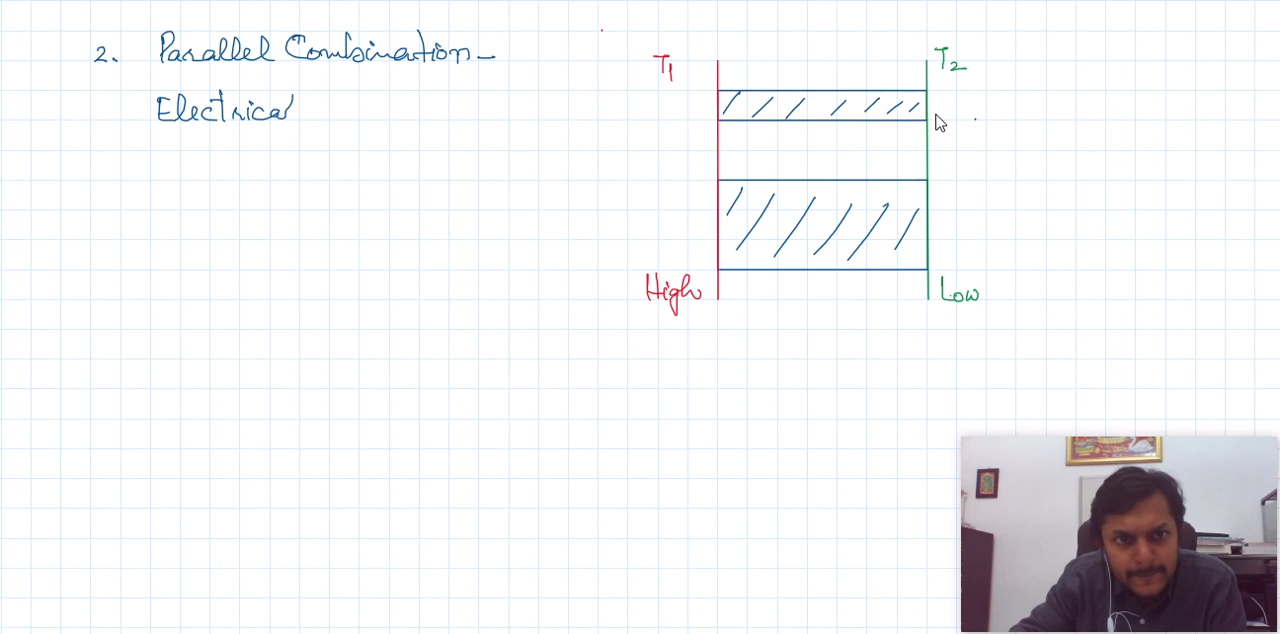 2. Parallel Combination -
Electrical
T1
T2
High
Low